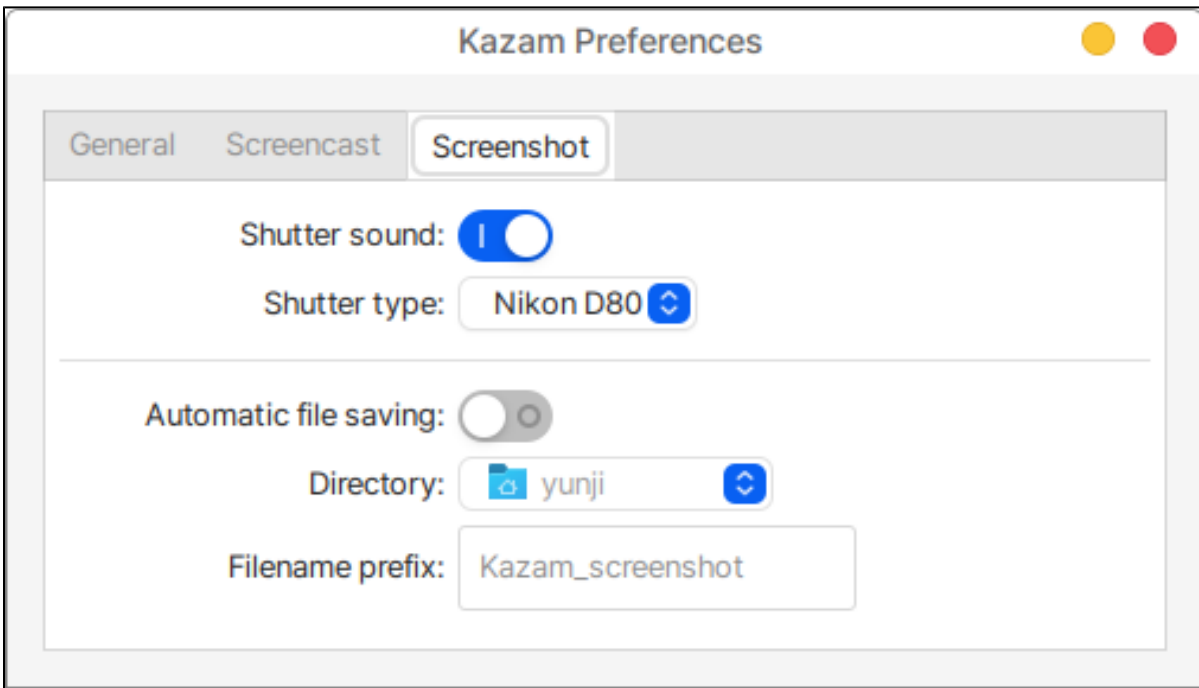 Kazam Preferences
General Screencast Screenshot
Shutter sound:
Shutter type: Nikon D80
Automatic file saving:
Directory: yunji
Filename prefix: Kazam_screenshot